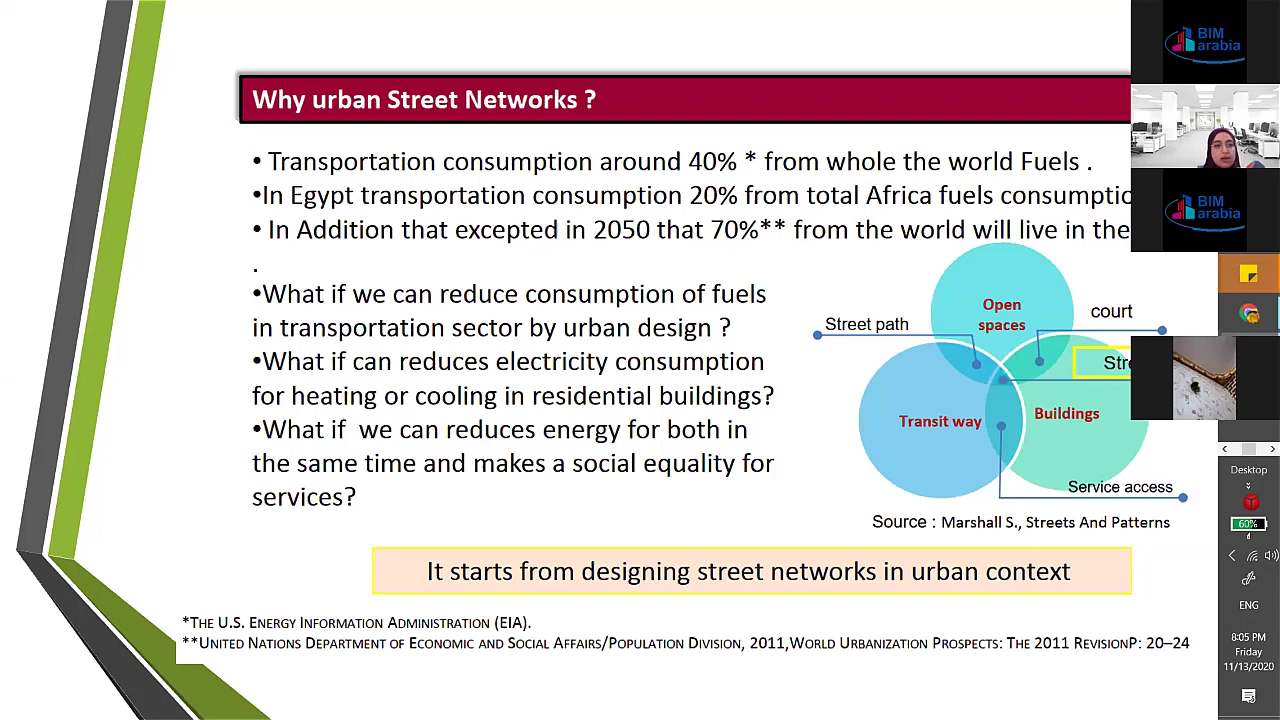 Why urban Street Networks ?
• Transportation consumption around 40% * from whole the world Fuels .
•In Egypt transportation consumption 20% from total Africa fuels
• In Addition that excepted in 2050 that 70%** from the world will live in the
.
•What if we can reduce consumption of fuels
in transportation sector by urban design ?
•What if can reduces electricity consumption
for heating or cooling in residential buildings?
•What if we can reduces energy for both in
the same time and makes a social equality for
services?
Open
spaces
Street path
court
Transit way
Buildings
Service access
Source : Marshall S., Streets And Patterns
It starts from designing street networks in urban context
*THE U.S. ENERGY INFORMATION ADMINISTRATION (EIA).
**UNITED NATIONS DEPARTMENT OF ECONOMIC AND SOCIAL AFFAIRS/POPULATION DIVISION, 2011,WORLD URBANIZATION PROSPECTS: THE 2011 REVISIONP: 20–24
BIM
arabia
BIM
arabia
Desktop
60%
ENG
8:05 PM
Friday
11/13/2020